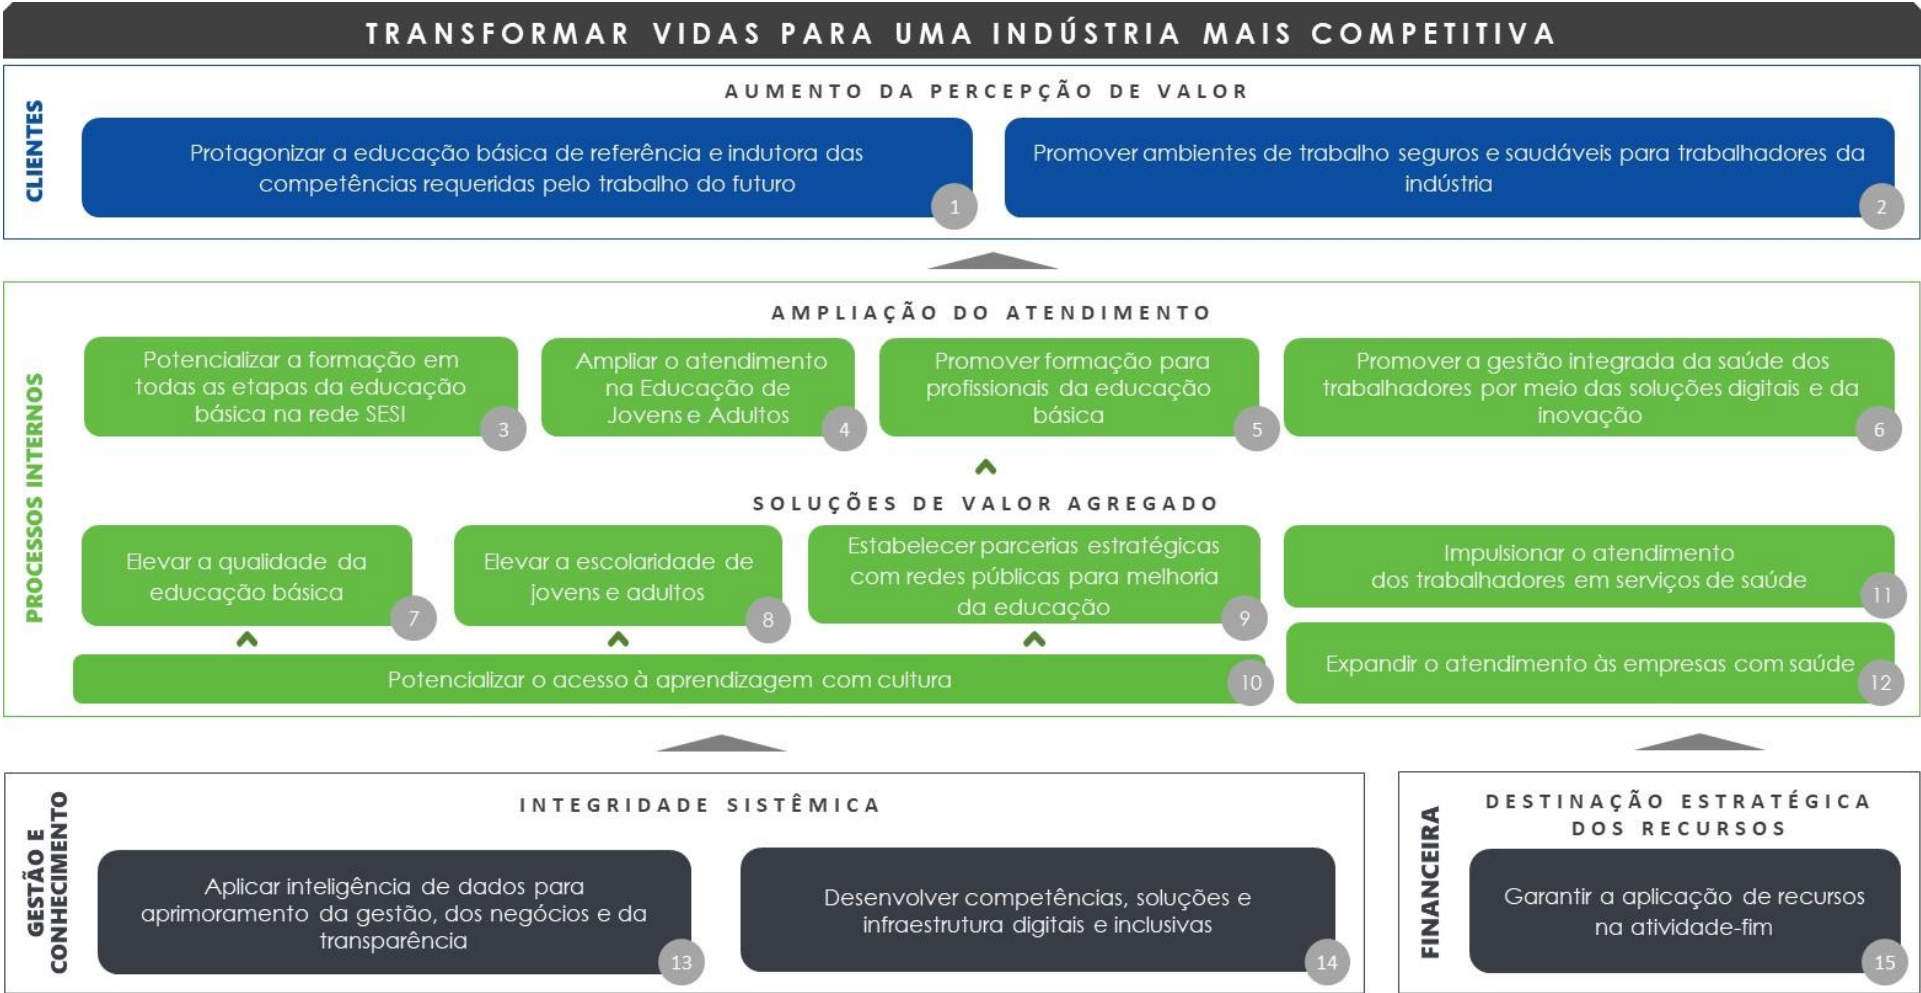 TRANSFORMAR VIDAS PARA UMA INDÚSTRIA MAIS COMPETITIVA
CLIENTES
AUMENTO DA PERCEPÇÃO DE VALOR
Protagonizar a educação básica de referência e indutora das
competências requeridas pelo trabalho do futuro
1
Promover ambientes de trabalho seguros e saudáveis para trabalhadores da
indústria
2
PROCESSOS INTERNOS
AMPLIAÇÃO DO ATENDIMENTO
Potencializar a formação em
todas as etapas da educação
básica na rede SESI
3
Ampliar o atendimento
na Educação de
Jovens e Adultos
4
Promover formação para
profissionais da educação
básica
5
Promover a gestão integrada da saúde dos
trabalhadores por meio das soluções digitais e da
inovação
6
SOLUÇÕES DE VALOR AGREGADO
Elevar a qualidade da
educação básica
7
Elevar a escolaridade de
jovens e adultos
8
Estabelecer parcerias estratégicas
com redes públicas para melhoria
da educação
9
Impulsionar o atendimento
dos trabalhadores em serviços de saúde
11
Potencializar o acesso à aprendizagem com cultura
10
Expandir o atendimento às empresas com saúde
12
GESTÃO E
CONHECIMENTO
INTEGRIDADE SISTÊMICA
Aplicar inteligência de dados para
aprimoramento da gestão, dos negócios e da
transparência
13
Desenvolver competências, soluções e
infraestrutura digitais e inclusivas
14
FINANCEIRA
DESTINAÇÃO ESTRATÉGICA
DOS RECURSOS
Garantir a aplicação de recursos
na atividade-fim
15